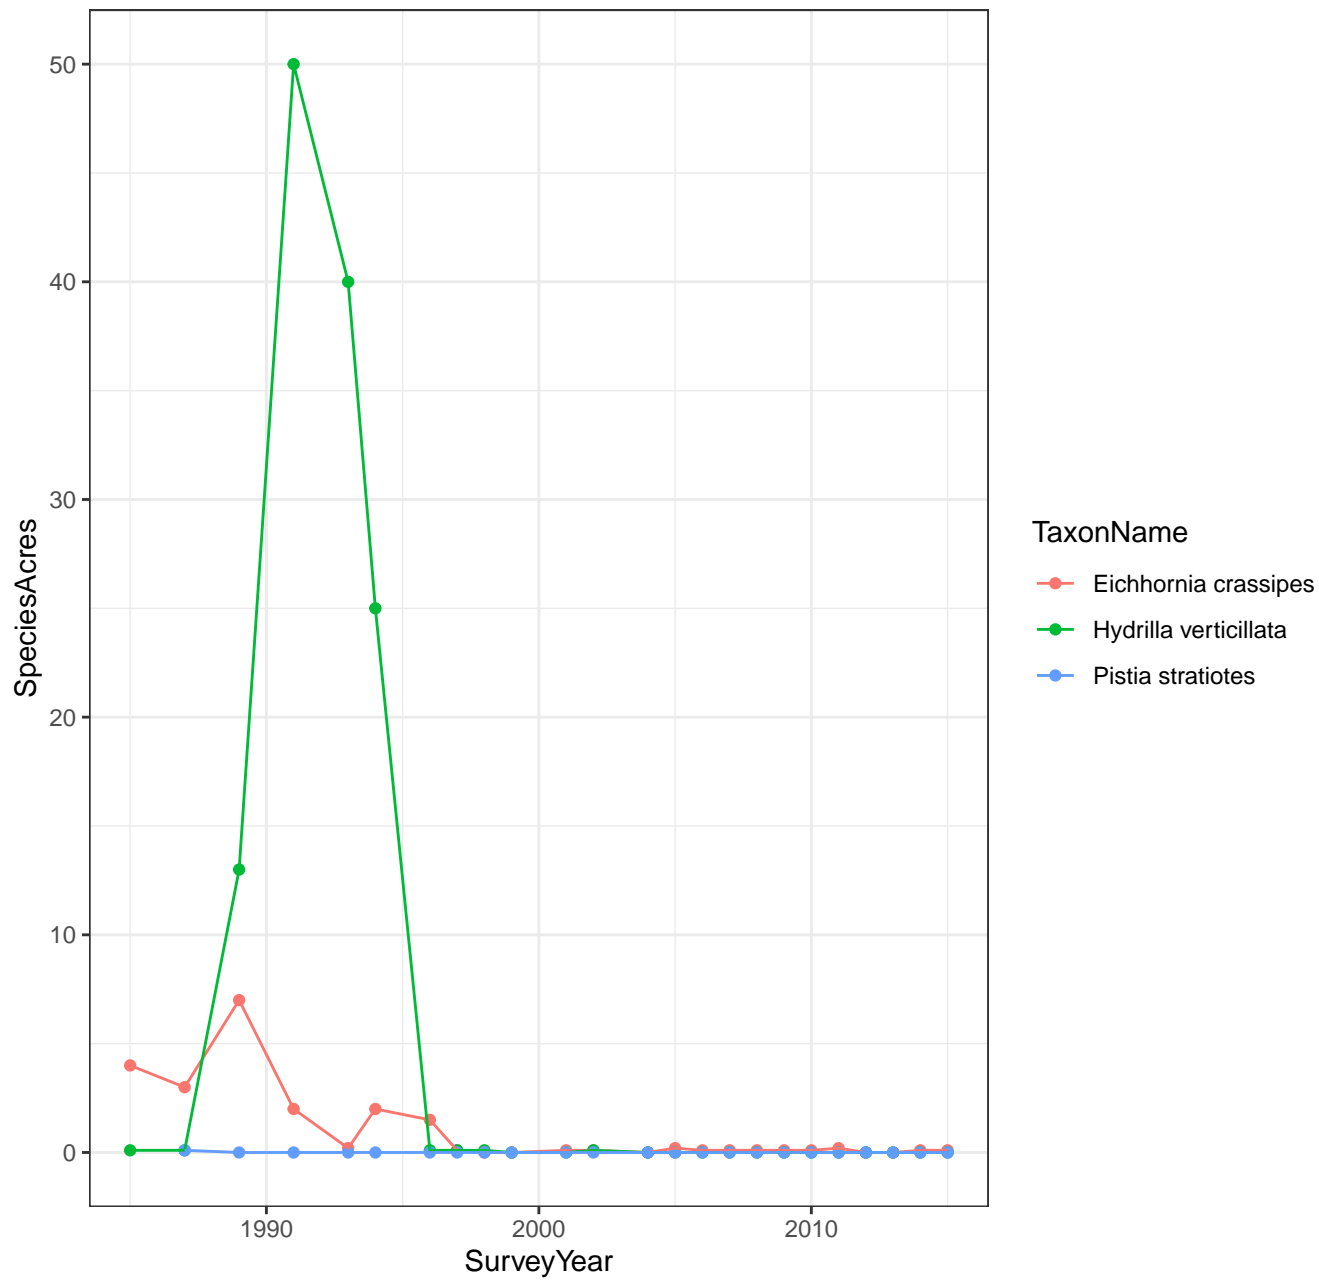 50
40
30
20
10
0
SpeciesAcres
1990
2000
2010
SurveyYear
TaxonName
Eichhornia crassipes
Hydrilla verticillata
Pistia stratiotes